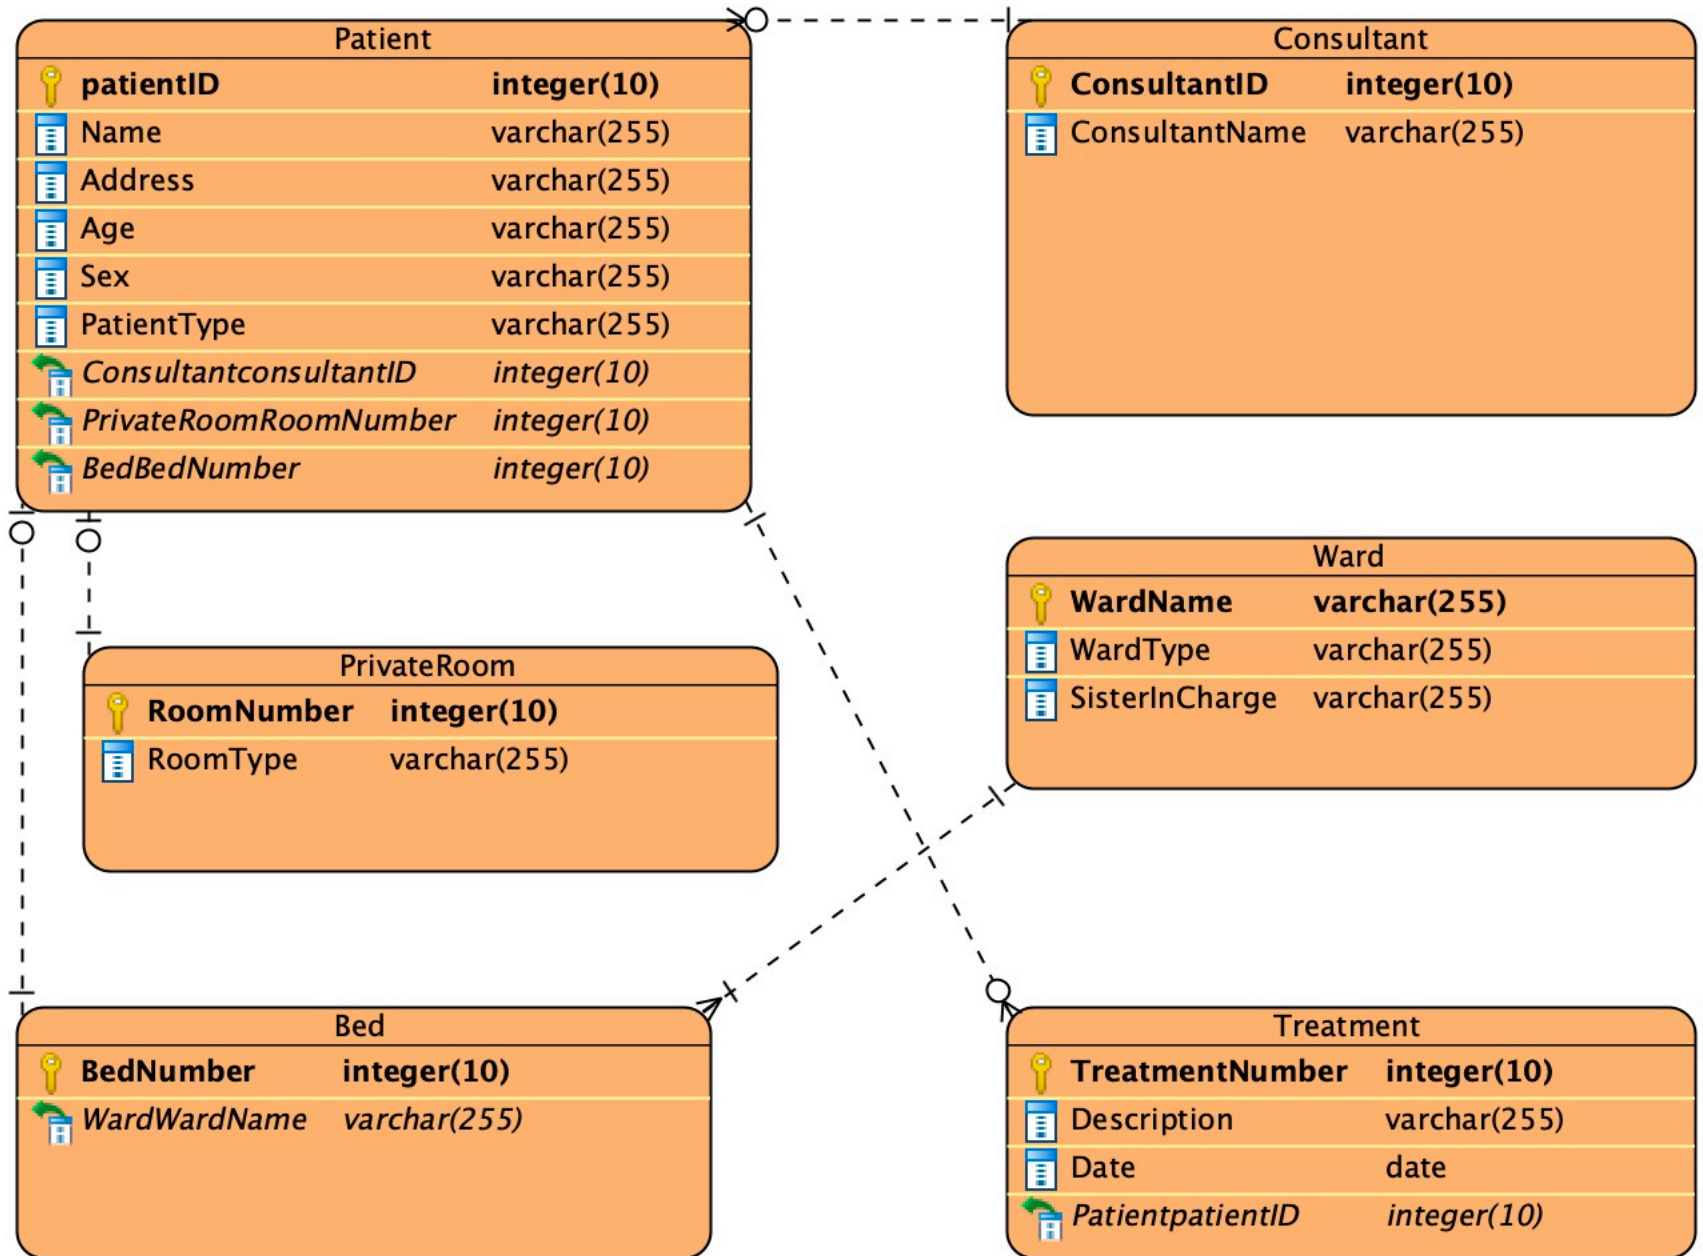 Patient
patientID integer(10)
Name varchar(255)
Address varchar(255)
Age varchar(255)
Sex varchar(255)
PatientType varchar(255)
ConsultantconsultantID integer(10)
PrivateRoomRoomNumber integer(10)
BedBedNumber integer(10)
Consultant
ConsultantID integer(10)
ConsultantName varchar(255)
Ward
WardName varchar(255)
WardType varchar(255)
SisterInCharge varchar(255)
PrivateRoom
RoomNumber integer(10)
RoomType varchar(255)
Bed
BedNumber integer(10)
WardWardName varchar(255)
Treatment
TreatmentNumber integer(10)
Description varchar(255)
Date date
PatientpatientID integer(10)